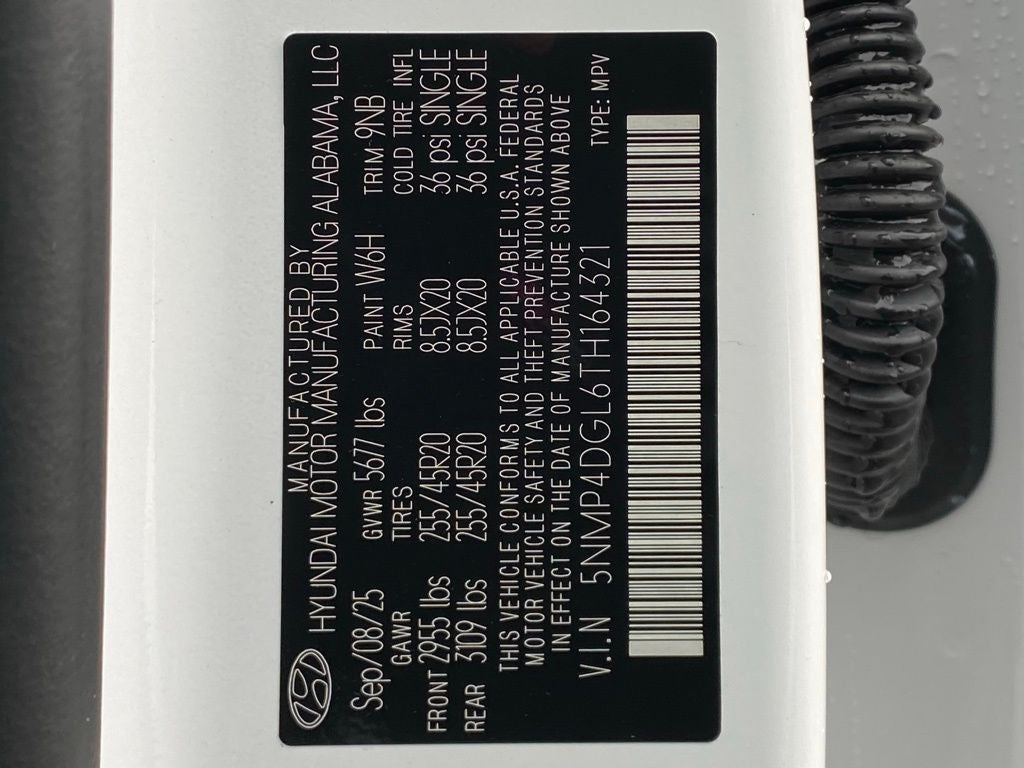 MANUFACTURED BY
HYUNDAI MOTOR MANUFACTURING ALABAMA, LLC
Sep/08/25 GVWR 5677 lbs PAINT W6H TRIM 9NB
GAWR TIRES RIMS COLD TIRE INFL
FRONT 2955 lbs 255/45R20 8.5JX20 36 psi SINGLE
REAR 3109 lbs 255/45R20 8.5JX20 36 psi SINGLE
THIS VEHICLE CONFORMS TO ALL APPLICABLE U.S.A. FEDERAL
MOTOR VEHICLE SAFETY AND THEFT PREVENTION STANDARDS
IN EFFECT ON THE DATE OF MANUFACTURE SHOWN ABOVE
V.I.N 5NMP4DGL6TH164321 TYPE: MPV